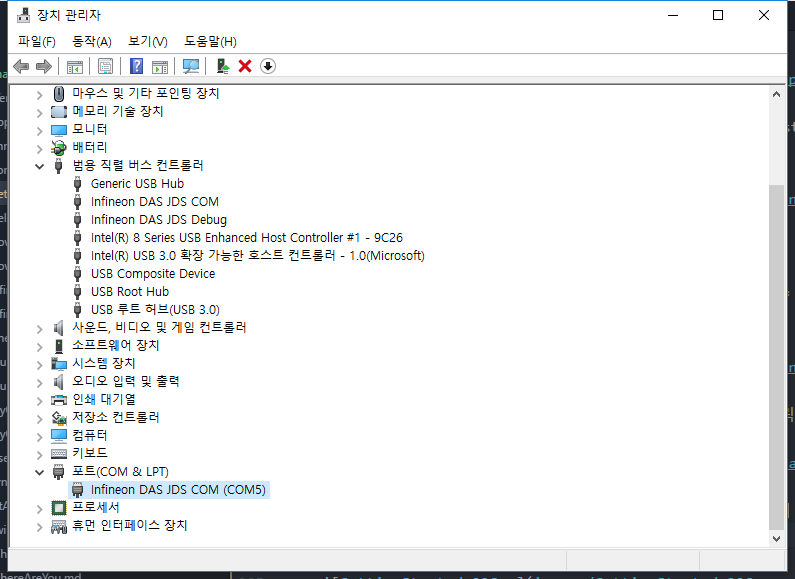 장치 관리자
파일(F) 동작(A) 보기(V) 도움말(H)
마우스 및 기타 포인팅 장치
메모리 기술 장치
모니터
배터리
범용 직렬 버스 컨트롤러
Generic USB Hub
Infineon DAS JDS COM
Infineon DAS JDS Debug
Intel(R) 8 Series USB Enhanced Host Controller #1 - 9C26
Intel(R) USB 3.0 확장 가능한 호스트 컨트롤러 - 1.0(Microsoft)
USB Composite Device
USB Root Hub
USB 루트 허브(USB 3.0)
사운드, 비디오 및 게임 컨트롤러
소프트웨어 장치
시스템 장치
오디오 입력 및 출력
인쇄 대기열
저장소 컨트롤러
컴퓨터
키보드
포트(COM & LPT)
Infineon DAS JDS COM (COM5)
프로세서
휴먼 인터페이스 장치
hereAreYou.md